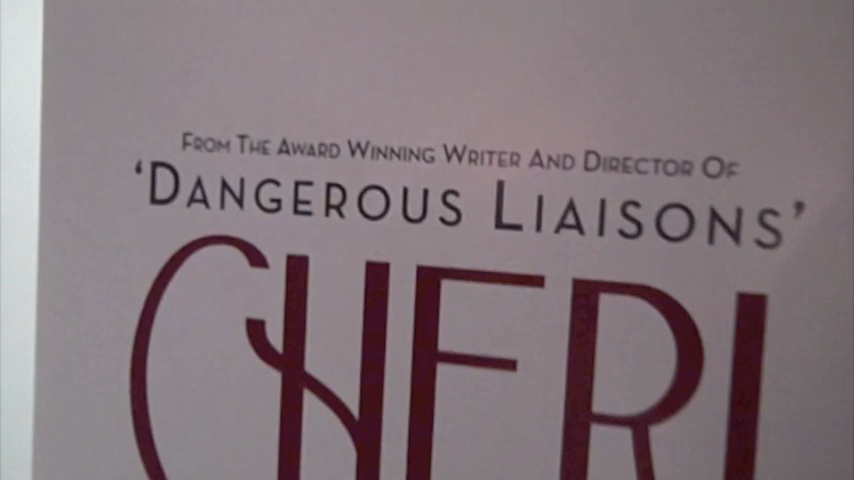 FROM THE AWARD WINNING WRITER AND DIRECTOR OF
'DANGEROUS LIAISONS'
CHERI